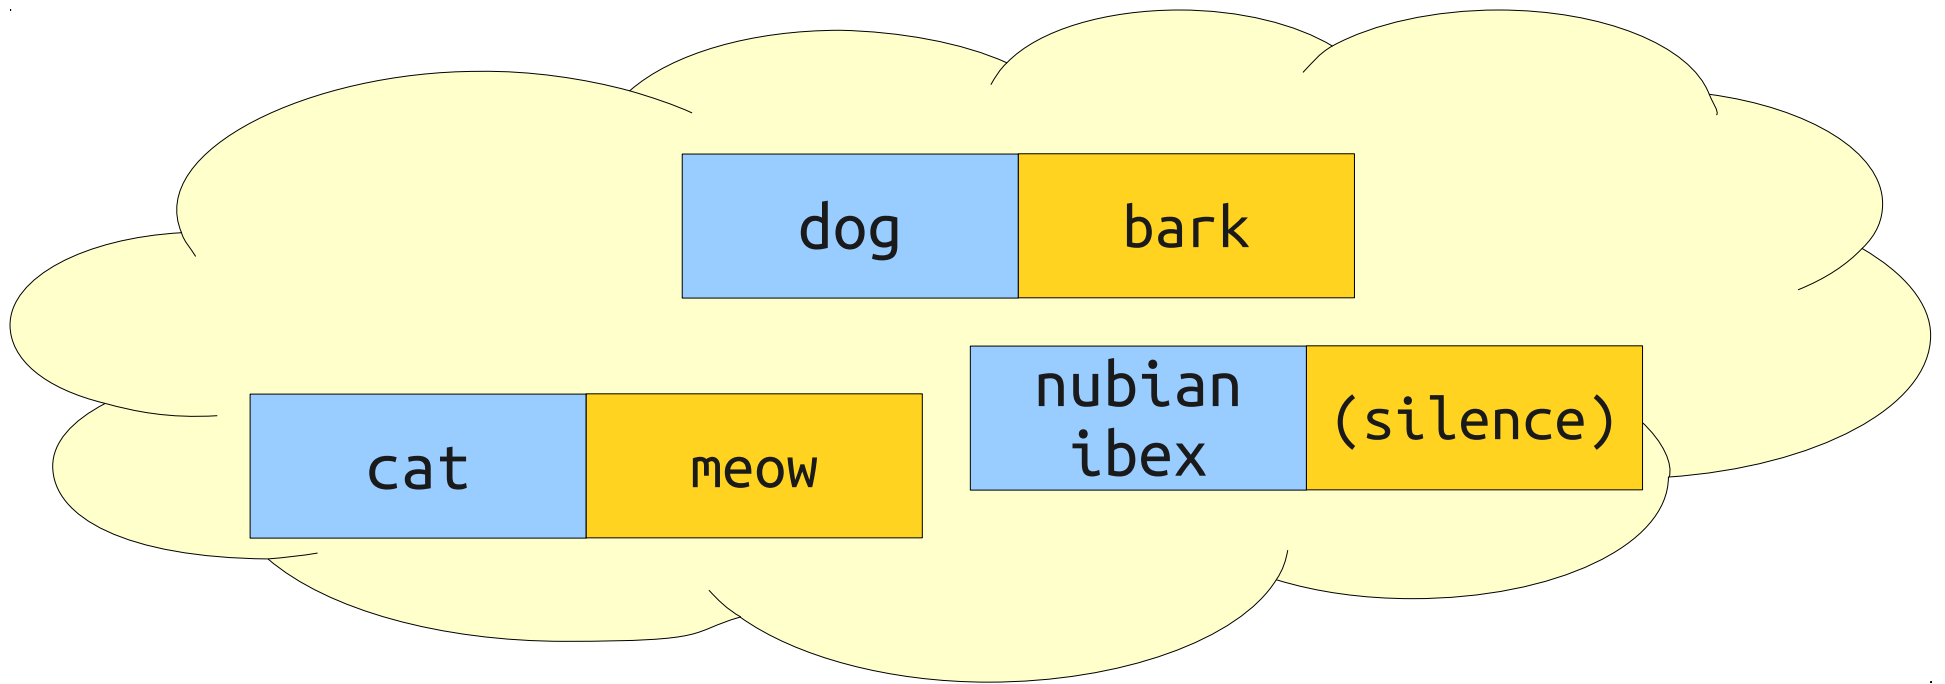 dog bark
nubian
ibex
(silence)
cat meow